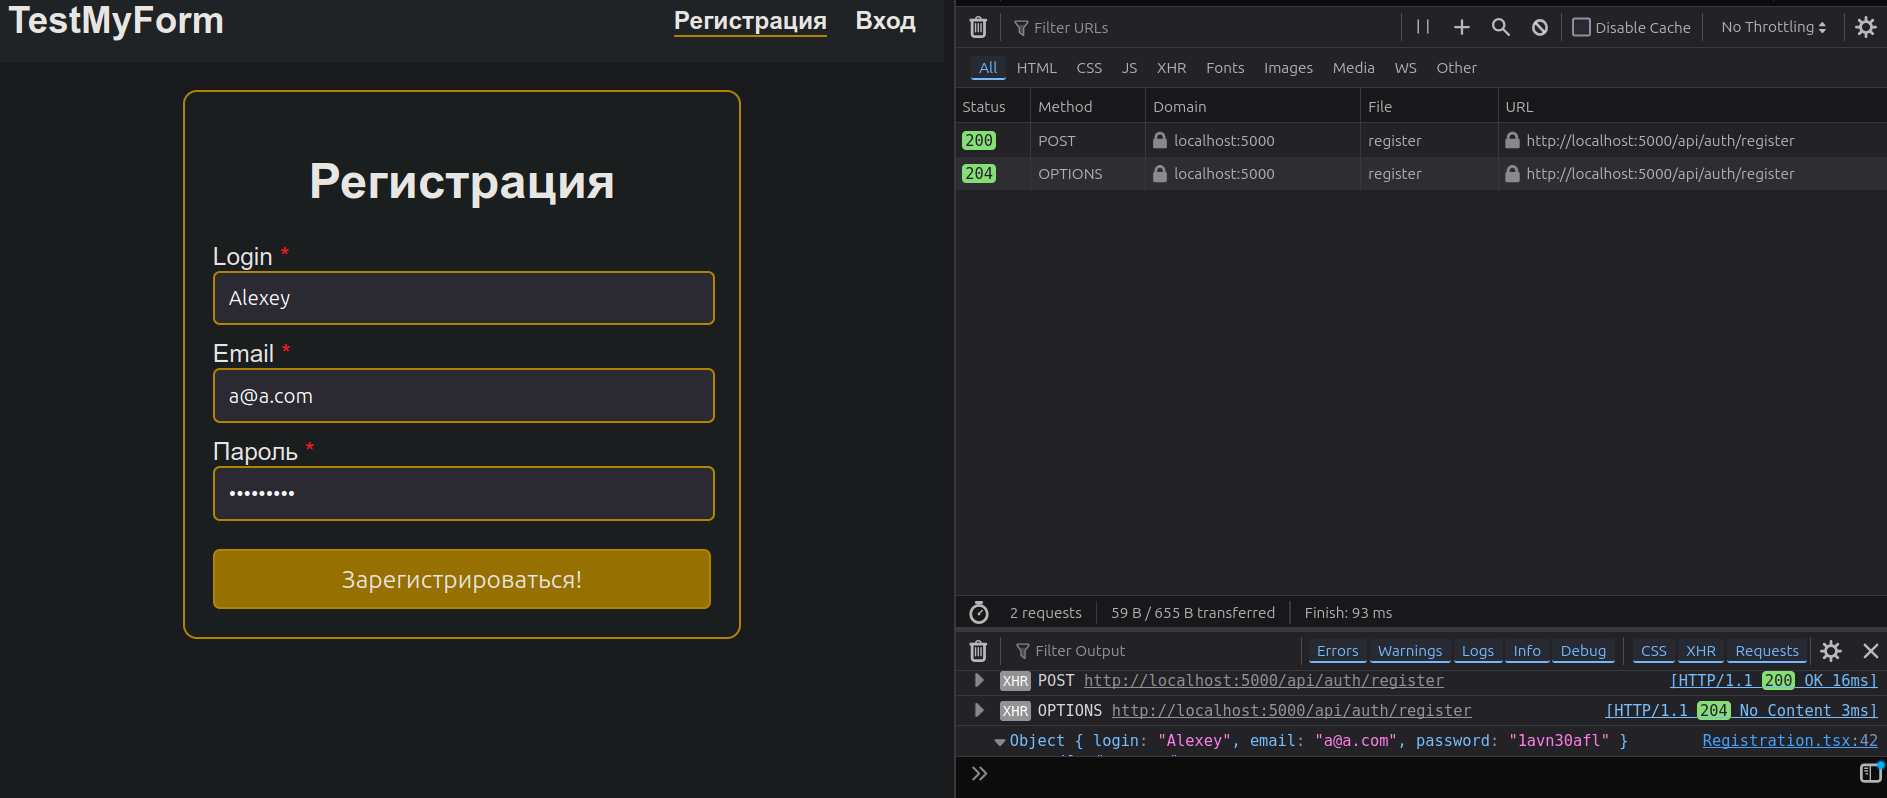 TestMyForm
Регистрация Вход
Регистрация
Login *
Alexey
Email *
a@a.com
Пароль *
•••••••••
Зарегистрироваться!
Filter URLs
Disable Cache
No Throttling
All HTML CSS JS XHR Fonts Images Media WS Other
Status Method Domain File URL
200 POST localhost:5000 register http://localhost:5000/api/auth/register
204 OPTIONS localhost:5000 register http://localhost:5000/api/auth/register
2 requests 59 B / 655 B transferred Finish: 93 ms
Filter Output
Errors Warnings Logs Info Debug CSS XHR Requests
XHR POST http://localhost:5000/api/auth/register [HTTP/1.1 200 OK 16ms]
XHR OPTIONS http://localhost:5000/api/auth/register [HTTP/1.1 204 No Content 3ms]
Object { login: "Alexey", email: "a@a.com", password: "1avn30afl" } Registration.tsx:42